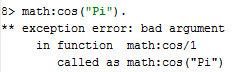 8> math:cos("Pi").
** exception error: bad argument
     in function  math:cos/1
        called as math:cos("Pi")